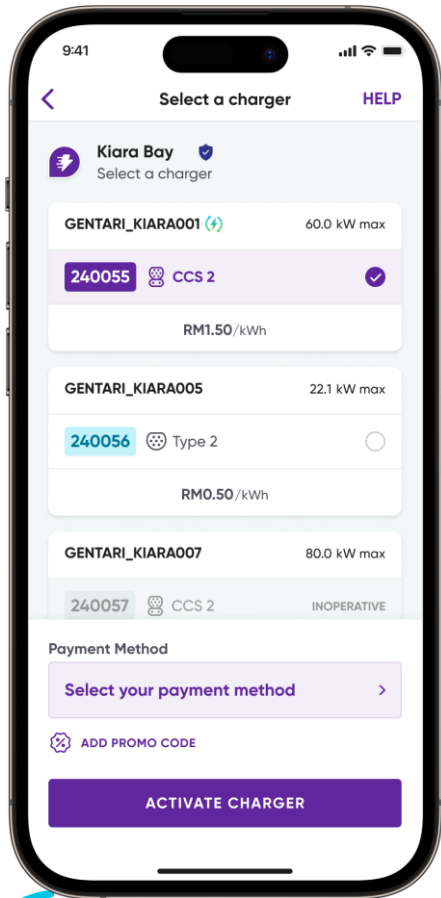 9:41
Select a charger
HELP
Kiara Bay
Select a charger
GENTARI_KIARA001
60.0 kW max
240055
CCS 2
RM1.50/kWh
GENTARI_KIARA005
22.1 kW max
240056
Type 2
RM0.50/kWh
GENTARI_KIARA007
80.0 kW max
240057
CCS 2
INOPERATIVE
Payment Method
Select your payment method
ADD PROMO CODE
ACTIVATE CHARGER